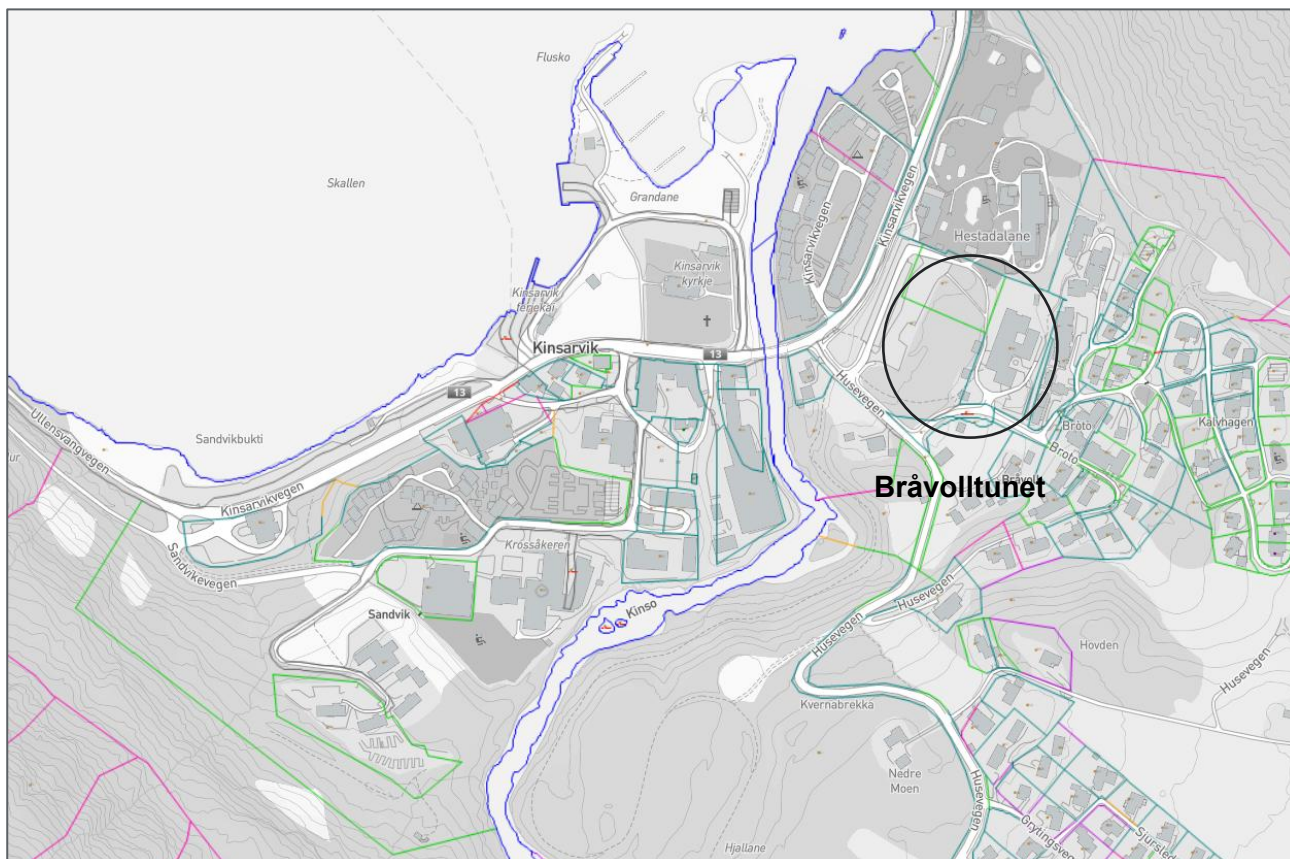 Flusko
Skallen
Grandane
Kinsarvikvegen
Kinsarvikvegen
Hestadalane
Kinsarvik
kyrkje
Kinsarvik
ferjekai
Kinsarvik
13
13
Husevegen
Sandvikbukti
Ullensvangvegen
Kinsarvikvegen
Sandvikevegen
Broto
Broto
Kalvhagen
Bråvolltunet
Krossåkeren
Sandvik
Kinso
Husevegen
Husevegen
Hovden
Husevegen
Kvernabrekka
Nedre
Moen
Husevegen
Hjallane